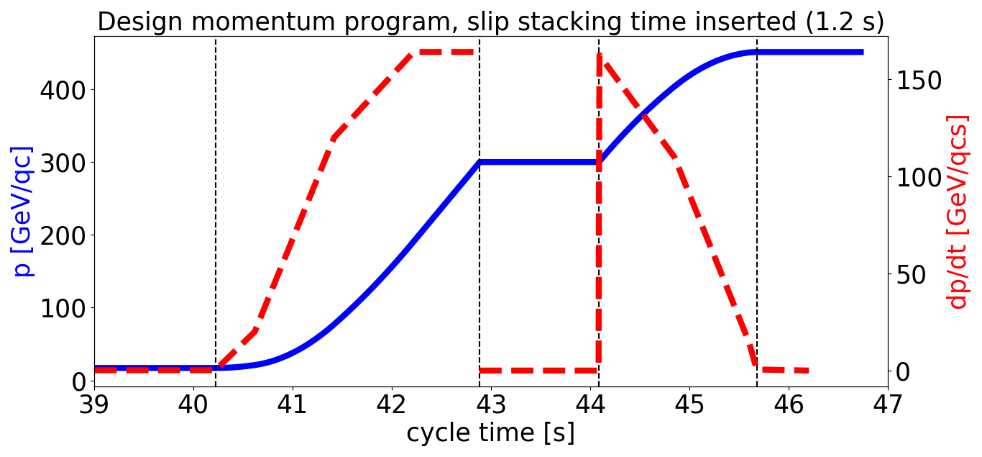 Design momentum program, slip stacking time inserted (1.2 s)
400
300
200
100
0
p [GeV/qc]
150
100
50
0
dp/dt [GeV/qcs]
39 40 41 42 43 44 45 46 47
cycle time [s]